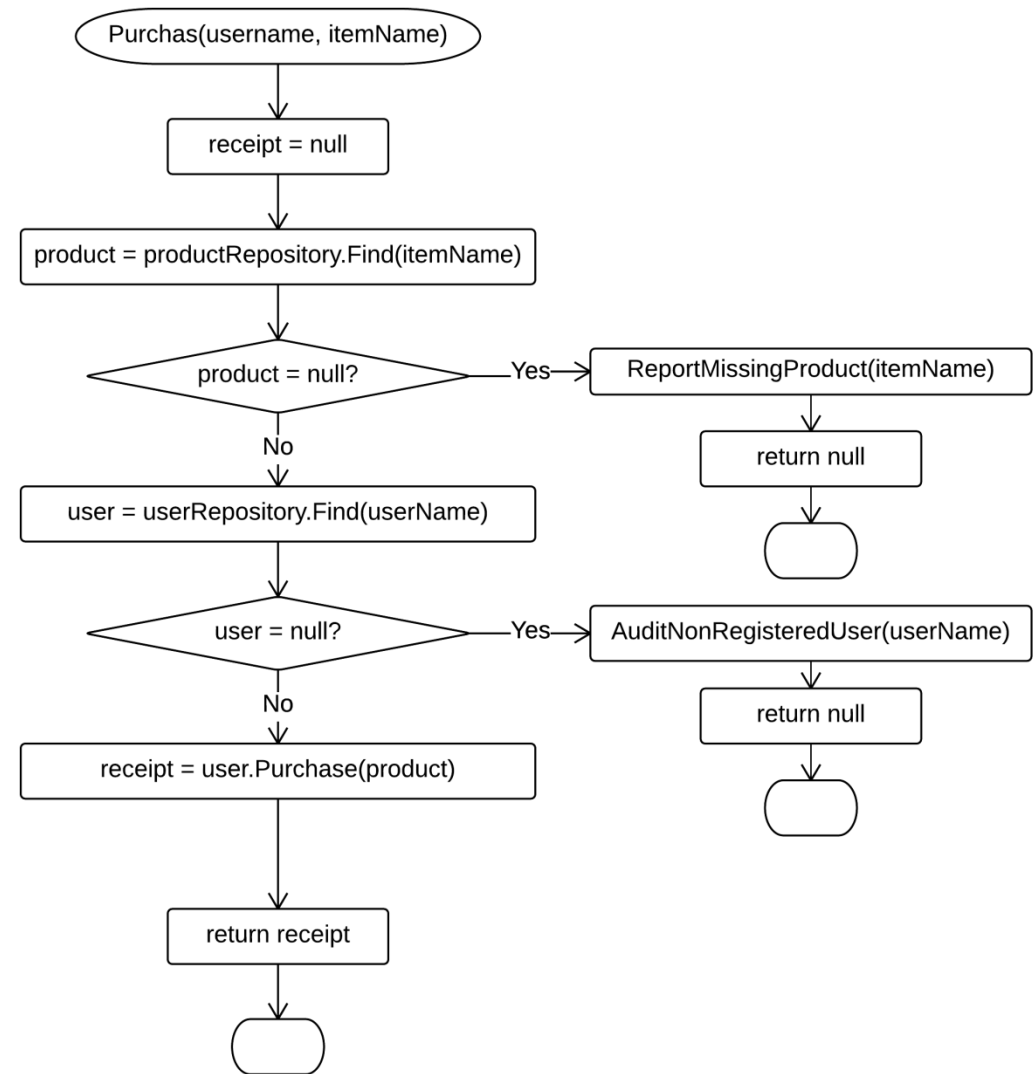 Purchas(username, itemName)
receipt = null
product = productRepository.Find(itemName)
product = null?
Yes
ReportMissingProduct(itemName)
return null
No
user = userRepository.Find(userName)
user = null?
Yes
AuditNonRegisteredUser(userName)
return null
No
receipt = user.Purchase(product)
return receipt